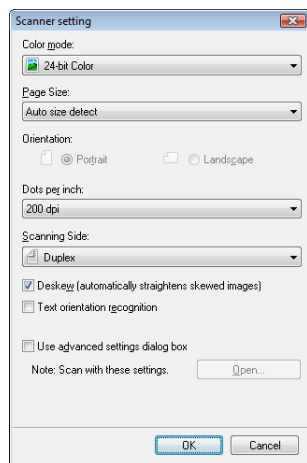 Scanner setting
Color mode:
24-bit Color
Page Size:
Auto size detect
Orientation:
Portrait
Landscape
Dots per inch:
200 dpi
Scanning Side:
Duplex
Deskew (automatically straightens skewed images)
Text orientation recognition
Use advanced settings dialog box
Note: Scan with these settings.
Open...
OK
Cancel